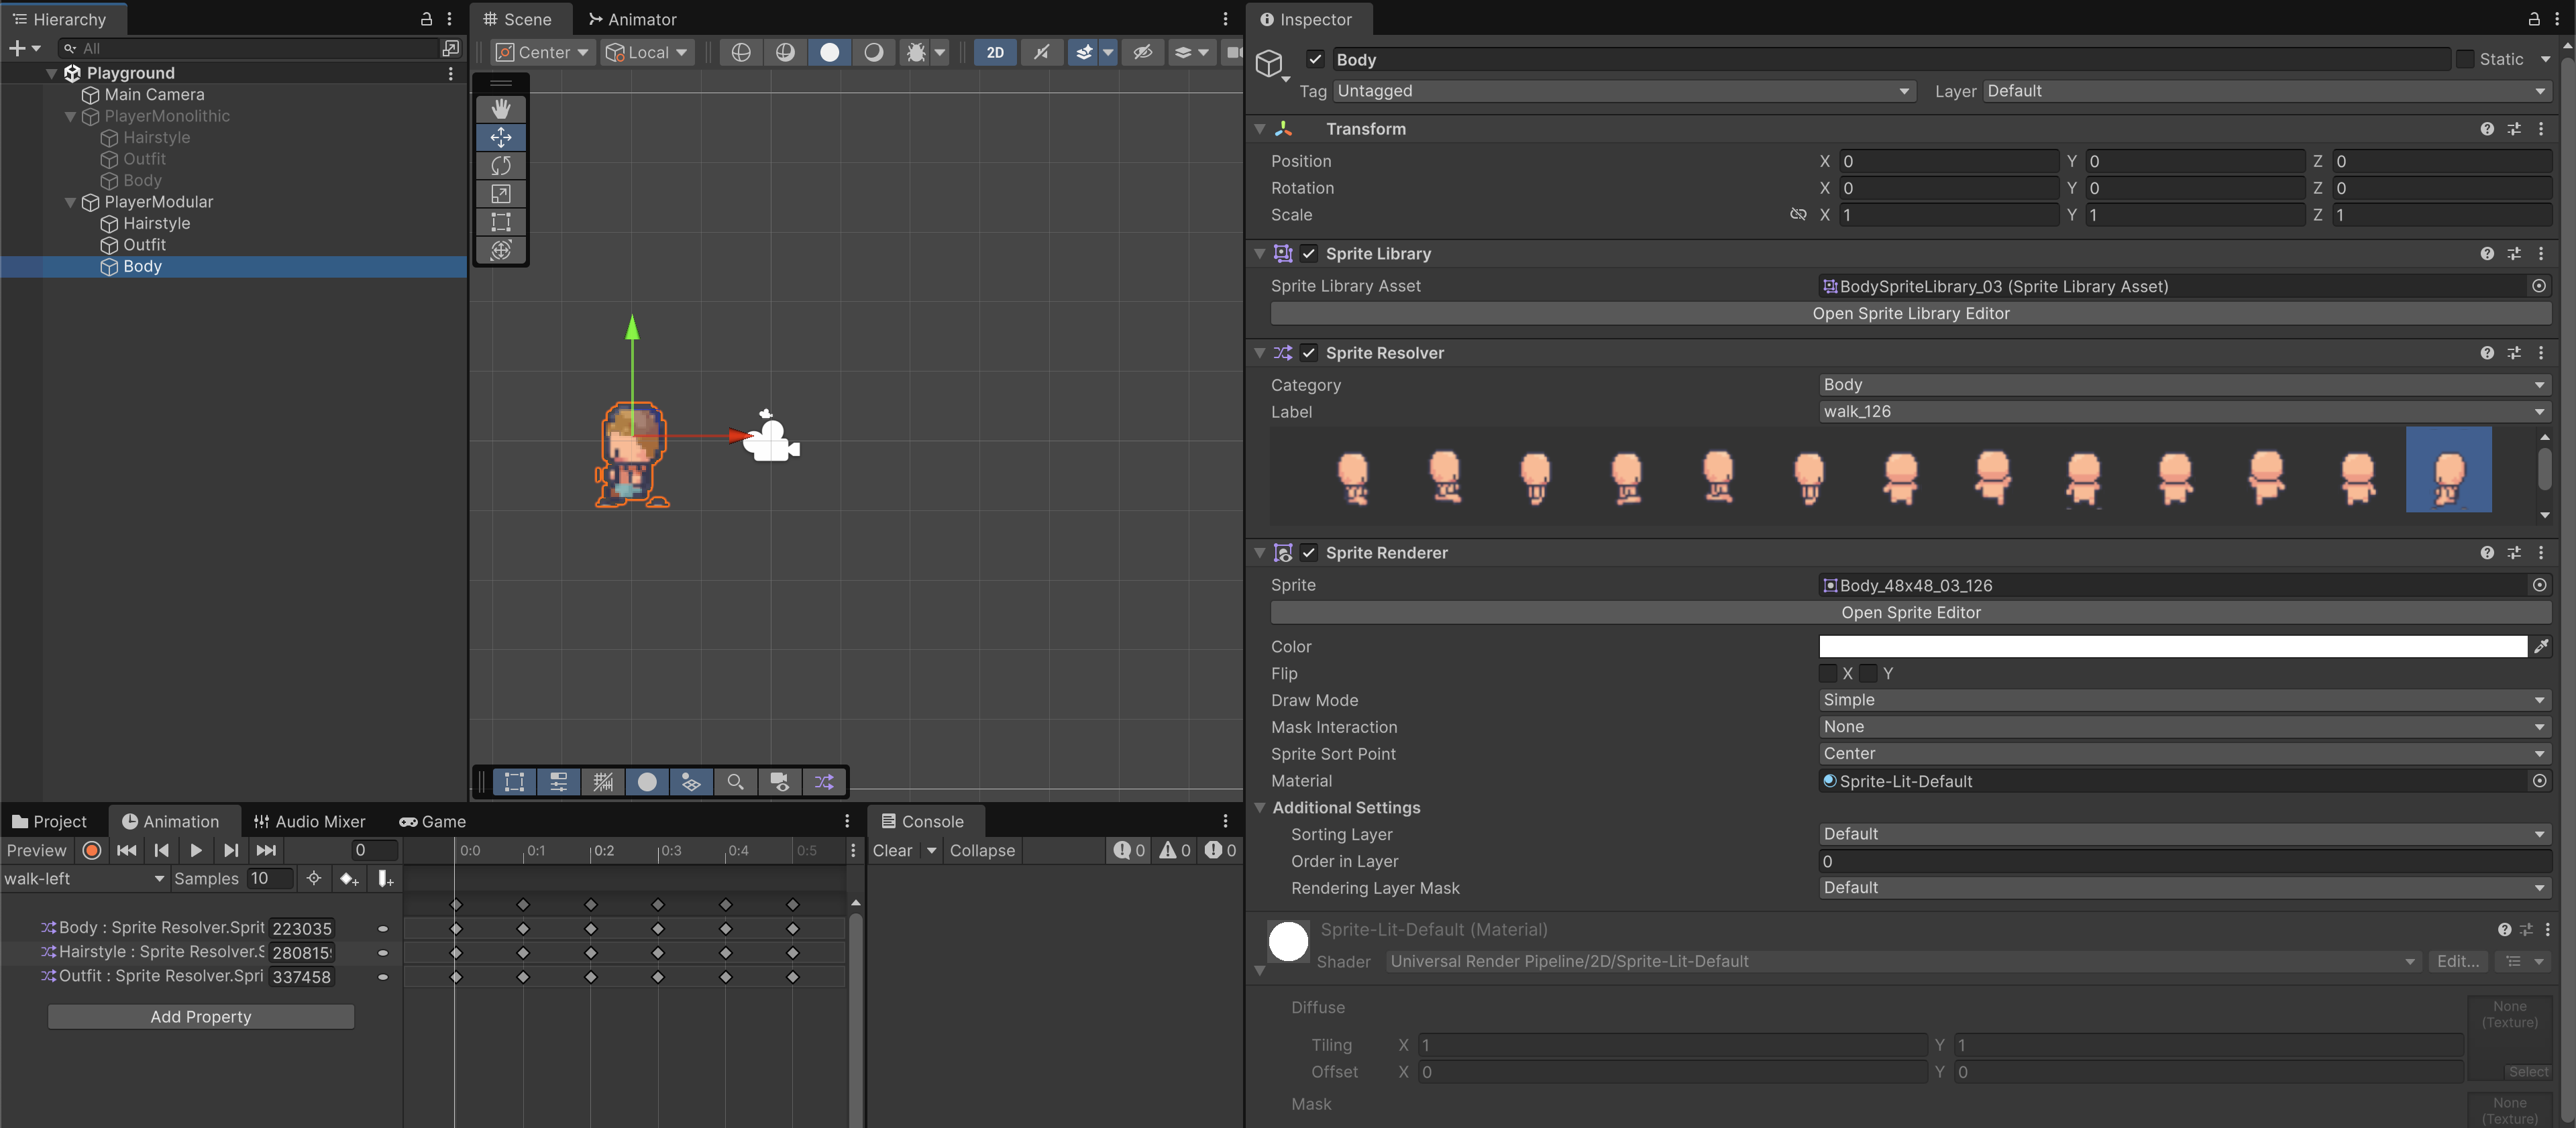 Hierarchy
All
Playground
Main Camera
PlayerMonolithic
Hairstyle
Outfit
Body
PlayerModular
Hairstyle
Outfit
Body
Scene
Animator
Center
Local
2D
Project
Animation
Audio Mixer
Game
Preview
0
0:0
0:1
0:2
0:3
0:4
0:5
walk-left
Samples
10
Body : Sprite Resolver.Sprit
223035
Hairstyle : Sprite Resolver.S
280815
Outfit : Sprite Resolver.Spri
337458
Add Property
Console
Clear
Collapse
0
0
0
Inspector
Body
Static
Tag Untagged
Layer Default
Transform
Position X 0 Y 0 Z 0
Rotation X 0 Y 0 Z 0
Scale X 1 Y 1 Z 1
Sprite Library
Sprite Library Asset BodySpriteLibrary_03 (Sprite Library Asset)
Open Sprite Library Editor
Sprite Resolver
Category Body
Label walk_126
Sprite Renderer
Sprite Body_48x48_03_126
Open Sprite Editor
Color
Flip X Y
Draw Mode Simple
Mask Interaction None
Sprite Sort Point Center
Material Sprite-Lit-Default
Additional Settings
Sorting Layer Default
Order in Layer 0
Rendering Layer Mask Default
Sprite-Lit-Default (Material)
Shader Universal Render Pipeline/2D/Sprite-Lit-Default Edit...
Diffuse
None
(Texture)
Tiling X 1 Y 1
Offset X 0 Y 0
Select
Mask
None
(Texture)